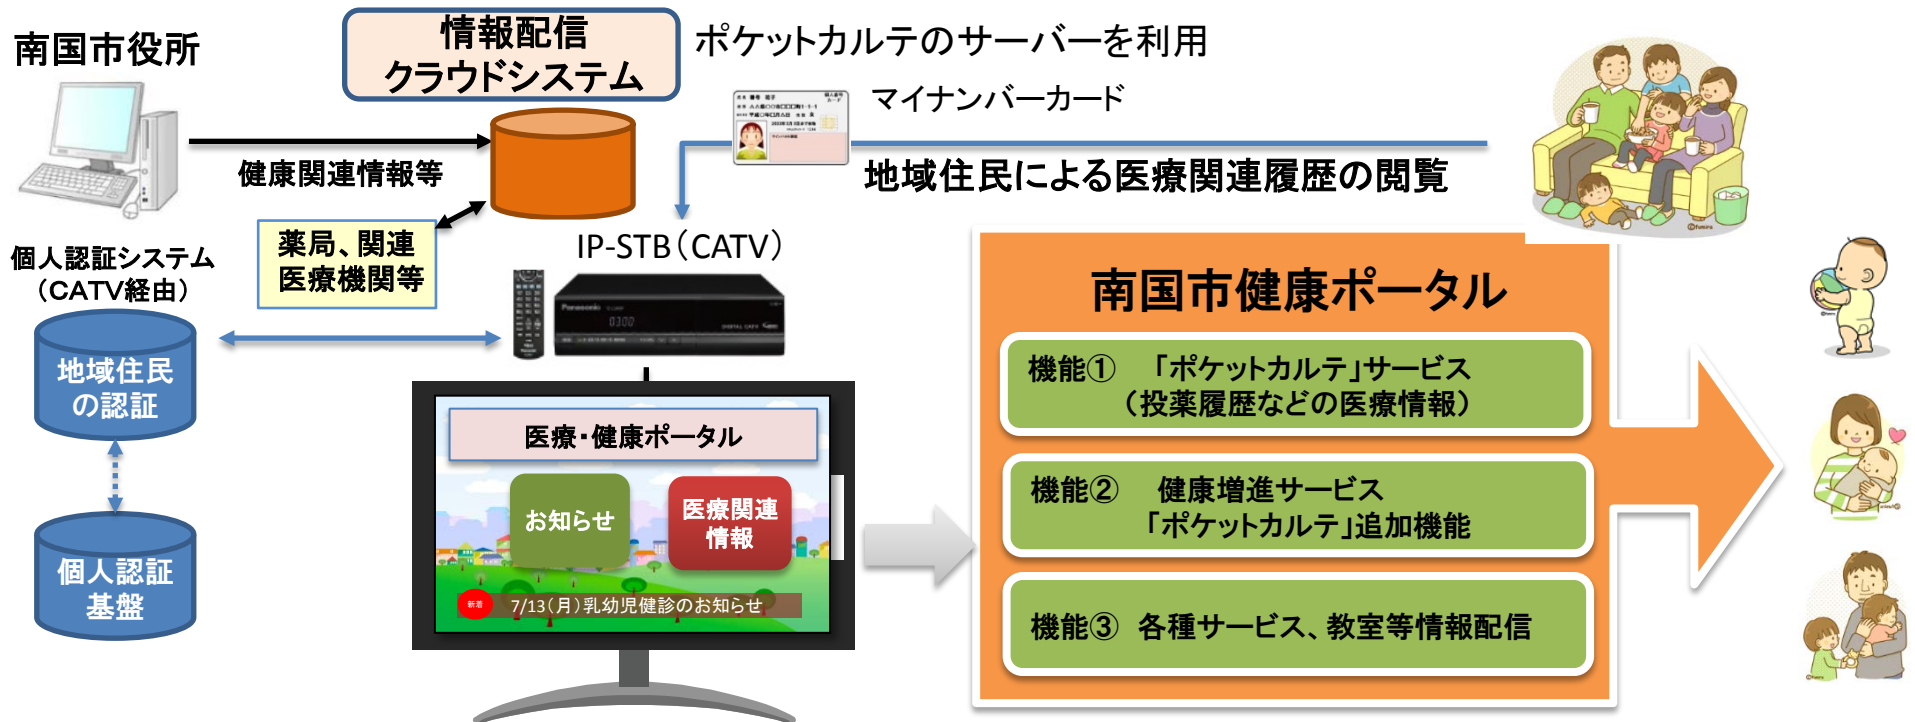 南国市役所
情報配信
クラウドシステム
ポケットカルテのサーバーを利用
マイナンバーカード
健康関連情報等
地域住民による医療関連履歴の閲覧
薬局、関連
医療機関等
IP-STB(CATV)
個人認証システム
(CATV経由)
Panasonic
0300
DIGITAL CATV
地域住民
の認証
個人認証
基盤
医療・健康ポータル
お知らせ
医療関連
情報
新着
7/13(月)乳幼児健診のお知らせ
南国市健康ポータル
機能① 「ポケットカルテ」サービス
(投薬履歴などの医療情報)
機能② 健康増進サービス
「ポケットカルテ」追加機能
機能③ 各種サービス、教室等情報配信